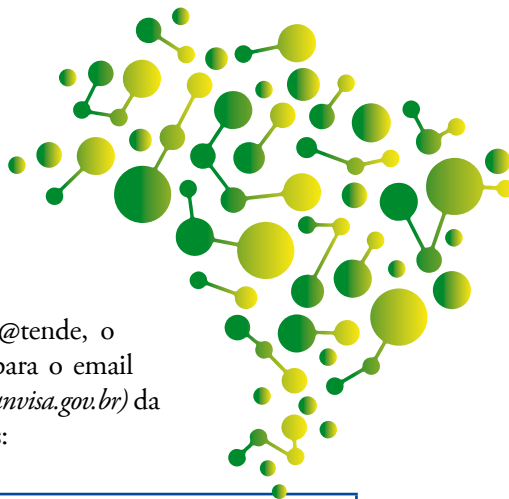 @tende, o
para o email
nvisa.gov.br) da
s: